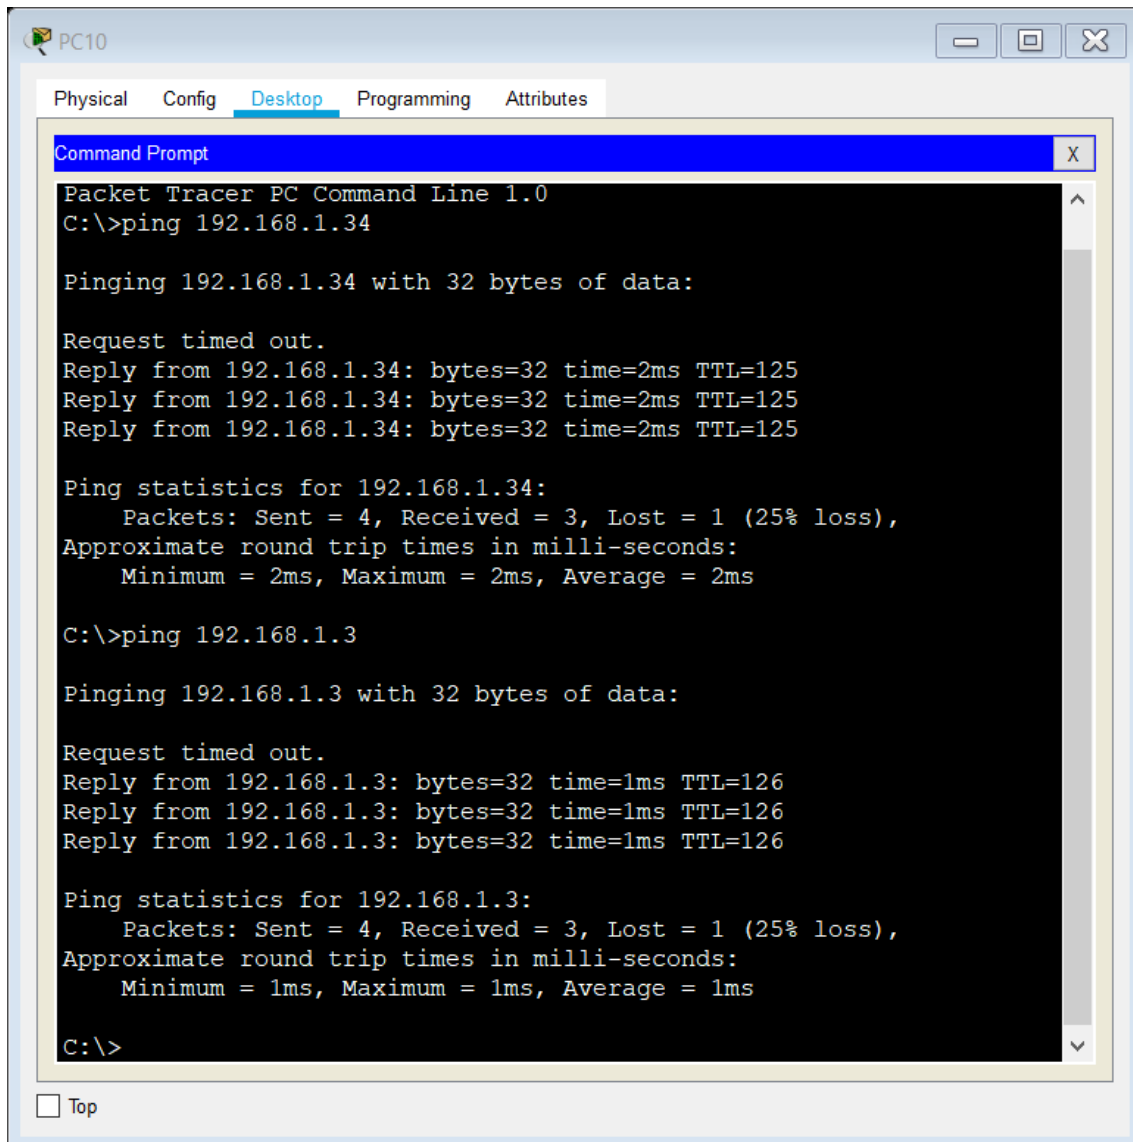 PC10
Physical Config Desktop Programming Attributes
Command Prompt X
Packet Tracer PC Command Line 1.0
C:\>ping 192.168.1.34
Pinging 192.168.1.34 with 32 bytes of data:
Request timed out.
Reply from 192.168.1.34: bytes=32 time=2ms TTL=125
Reply from 192.168.1.34: bytes=32 time=2ms TTL=125
Reply from 192.168.1.34: bytes=32 time=2ms TTL=125
Ping statistics for 192.168.1.34:
    Packets: Sent = 4, Received = 3, Lost = 1 (25% loss),
Approximate round trip times in milli-seconds:
    Minimum = 2ms, Maximum = 2ms, Average = 2ms
C:\>ping 192.168.1.3
Pinging 192.168.1.3 with 32 bytes of data:
Request timed out.
Reply from 192.168.1.3: bytes=32 time=1ms TTL=126
Reply from 192.168.1.3: bytes=32 time=1ms TTL=126
Reply from 192.168.1.3: bytes=32 time=1ms TTL=126
Ping statistics for 192.168.1.3:
    Packets: Sent = 4, Received = 3, Lost = 1 (25% loss),
Approximate round trip times in milli-seconds:
    Minimum = 1ms, Maximum = 1ms, Average = 1ms
C:\>
Top